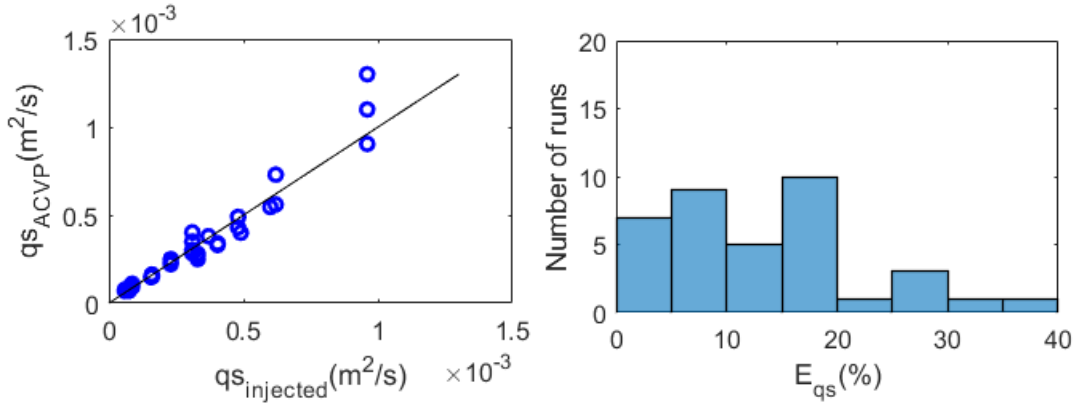 ×10⁻³
1.5
1
0.5
0
qs_ACVP(m²/s)
0 0.5 1 1.5
qs_injected(m²/s) ×10⁻³
20
15
10
5
0
Number of runs
0 10 20 30 40
E_qs(%)